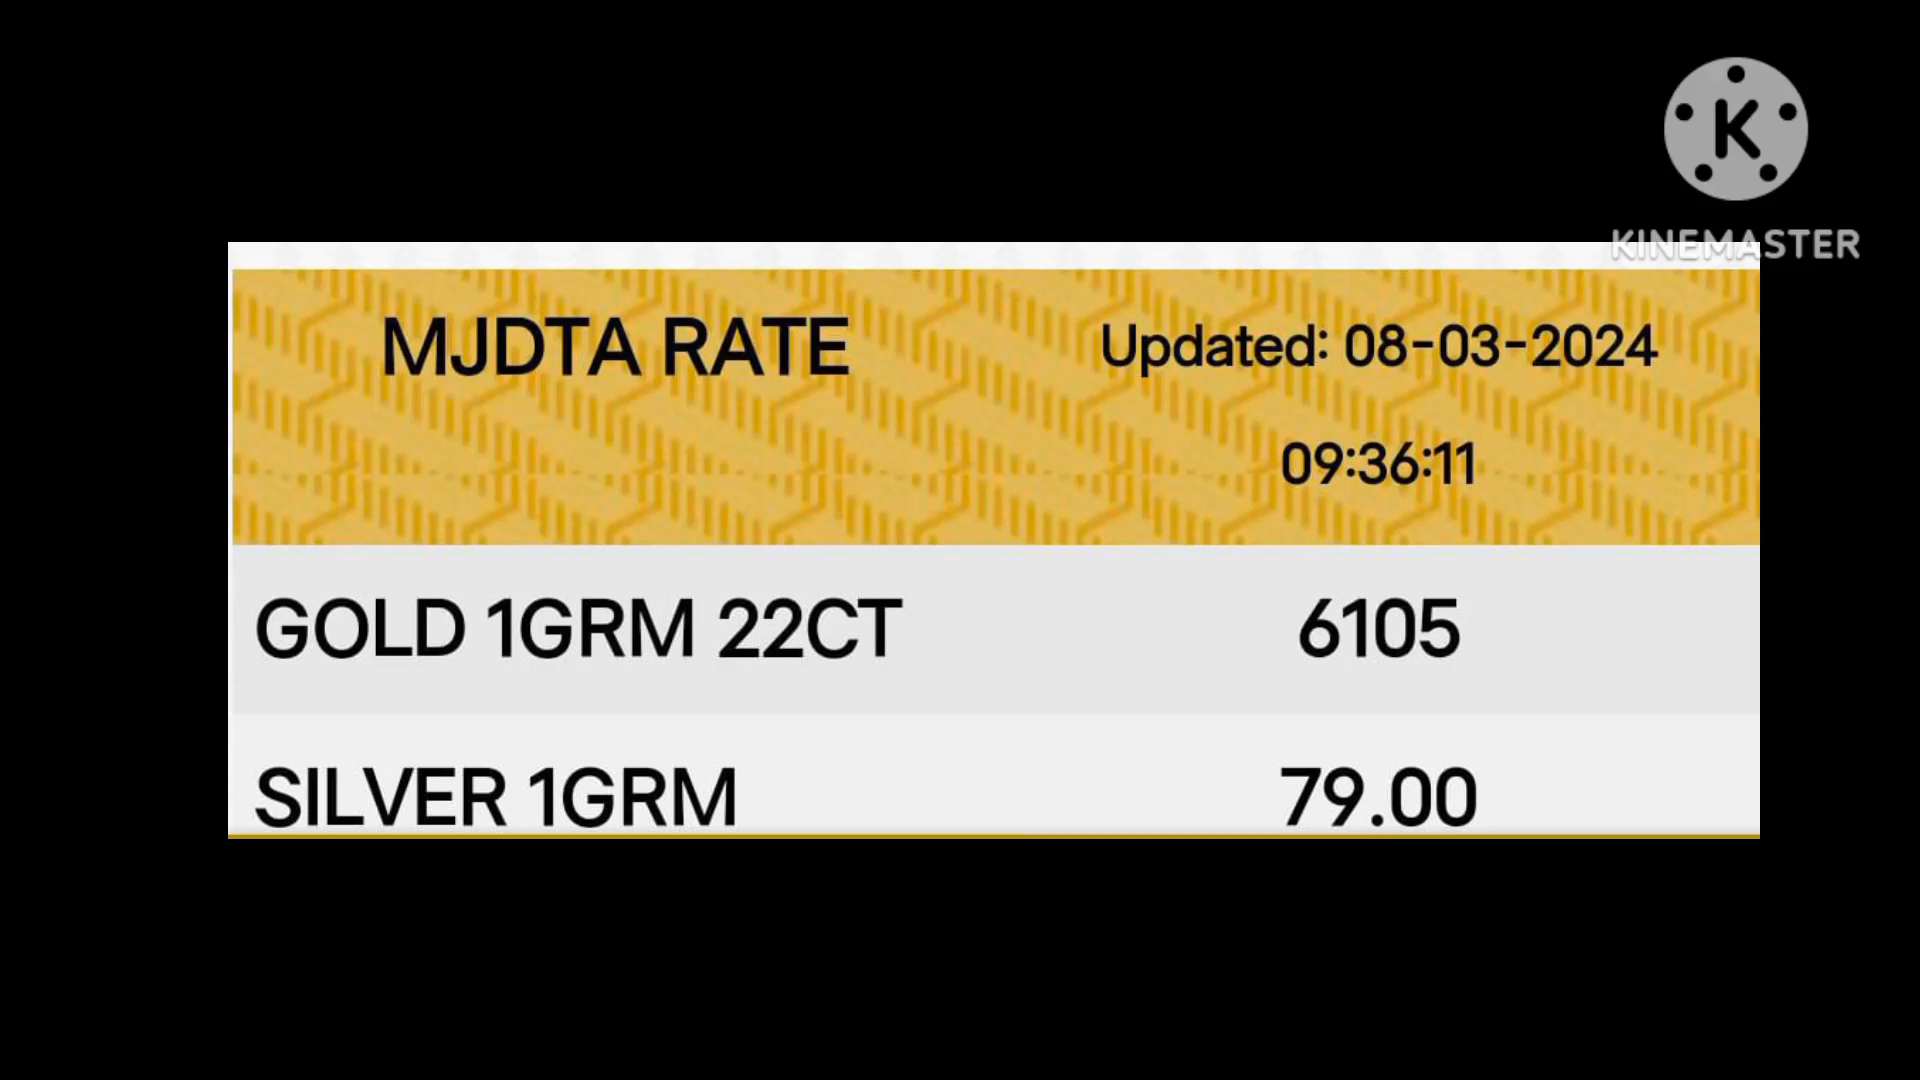 K
KINEMASTER
MJDTA RATE
Updated: 08-03-2024
09:36:11
GOLD 1GRM 22CT 6105
SILVER 1GRM 79.00